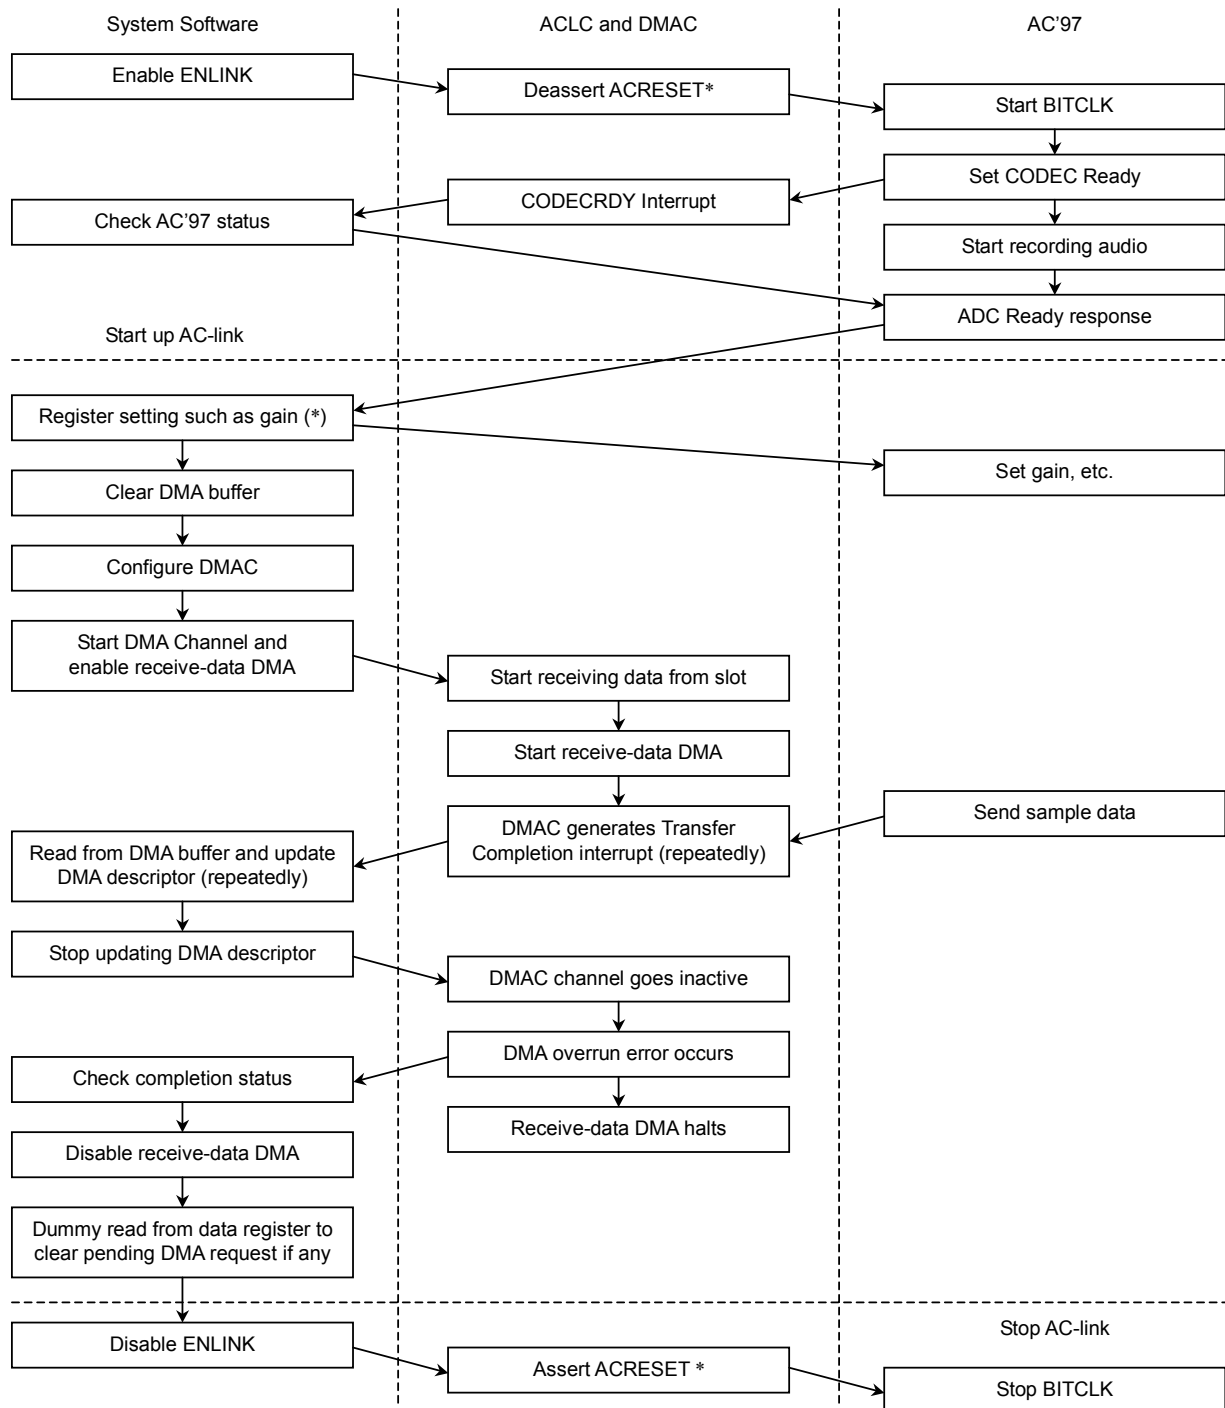 System Software
ACLC and DMAC
AC’97
Enable ENLINK
Deassert ACRESET*
Start BITCLK
Set CODEC Ready
CODECRDY Interrupt
Check AC’97 status
Start recording audio
ADC Ready response
Start up AC-link
Register setting such as gain (*)
Set gain, etc.
Clear DMA buffer
Configure DMAC
Start DMA Channel and
enable receive-data DMA
Start receiving data from slot
Start receive-data DMA
Send sample data
DMAC generates Transfer
Completion interrupt (repeatedly)
Read from DMA buffer and update
DMA descriptor (repeatedly)
Stop updating DMA descriptor
DMAC channel goes inactive
DMA overrun error occurs
Check completion status
Receive-data DMA halts
Disable receive-data DMA
Dummy read from data register to
clear pending DMA request if any
Stop AC-link
Disable ENLINK
Assert ACRESET *
Stop BITCLK